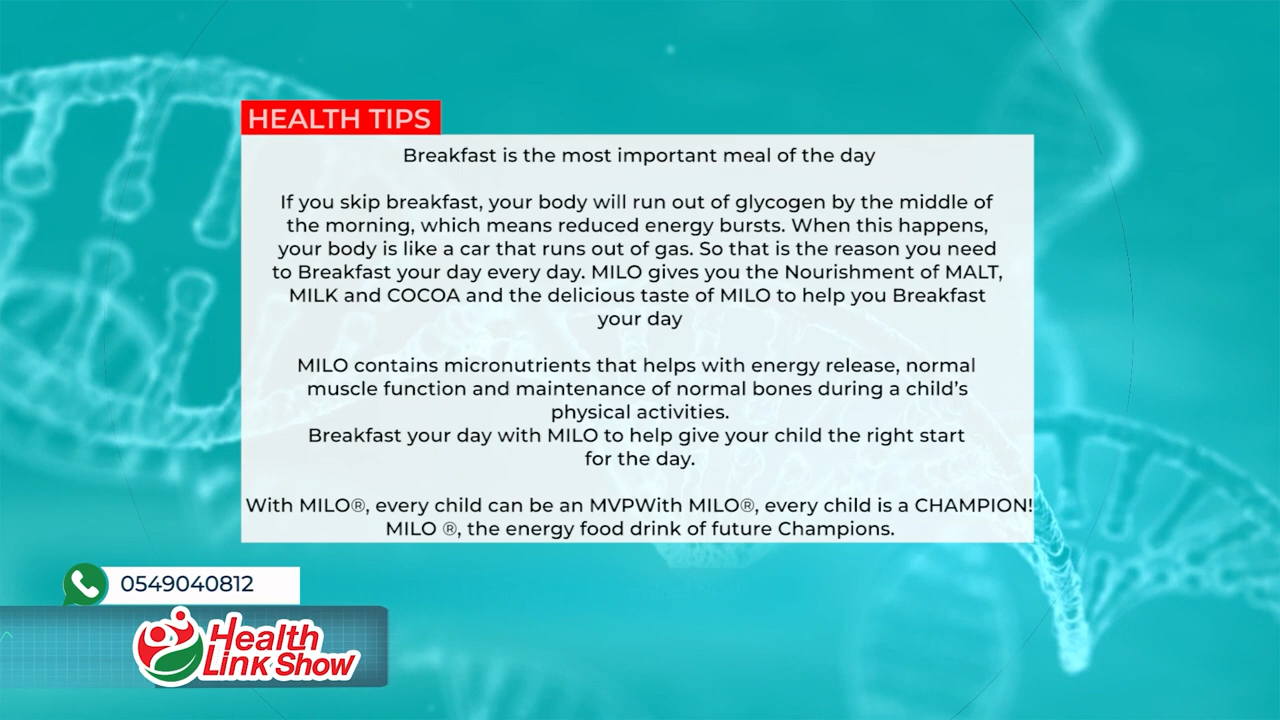 HEALTH TIPS
Breakfast is the most important meal of the day
If you skip breakfast, your body will run out of glycogen by the middle of
the morning, which means reduced energy bursts. When this happens,
your body is like a car that runs out of gas. So that is the reason you need
to Breakfast your day every day. MILO gives you the Nourishment of MALT,
MILK and COCOA and the delicious taste of MILO to help you Breakfast
your day
MILO contains micronutrients that helps with energy release, normal
muscle function and maintenance of normal bones during a child’s
physical activities.
Breakfast your day with MILO to help give your child the right start
for the day.
With MILO®, every child can be an MVPWith MILO®, every child is a CHAMPION!
MILO ®, the energy food drink of future Champions.
0549040812
Health
Link Show